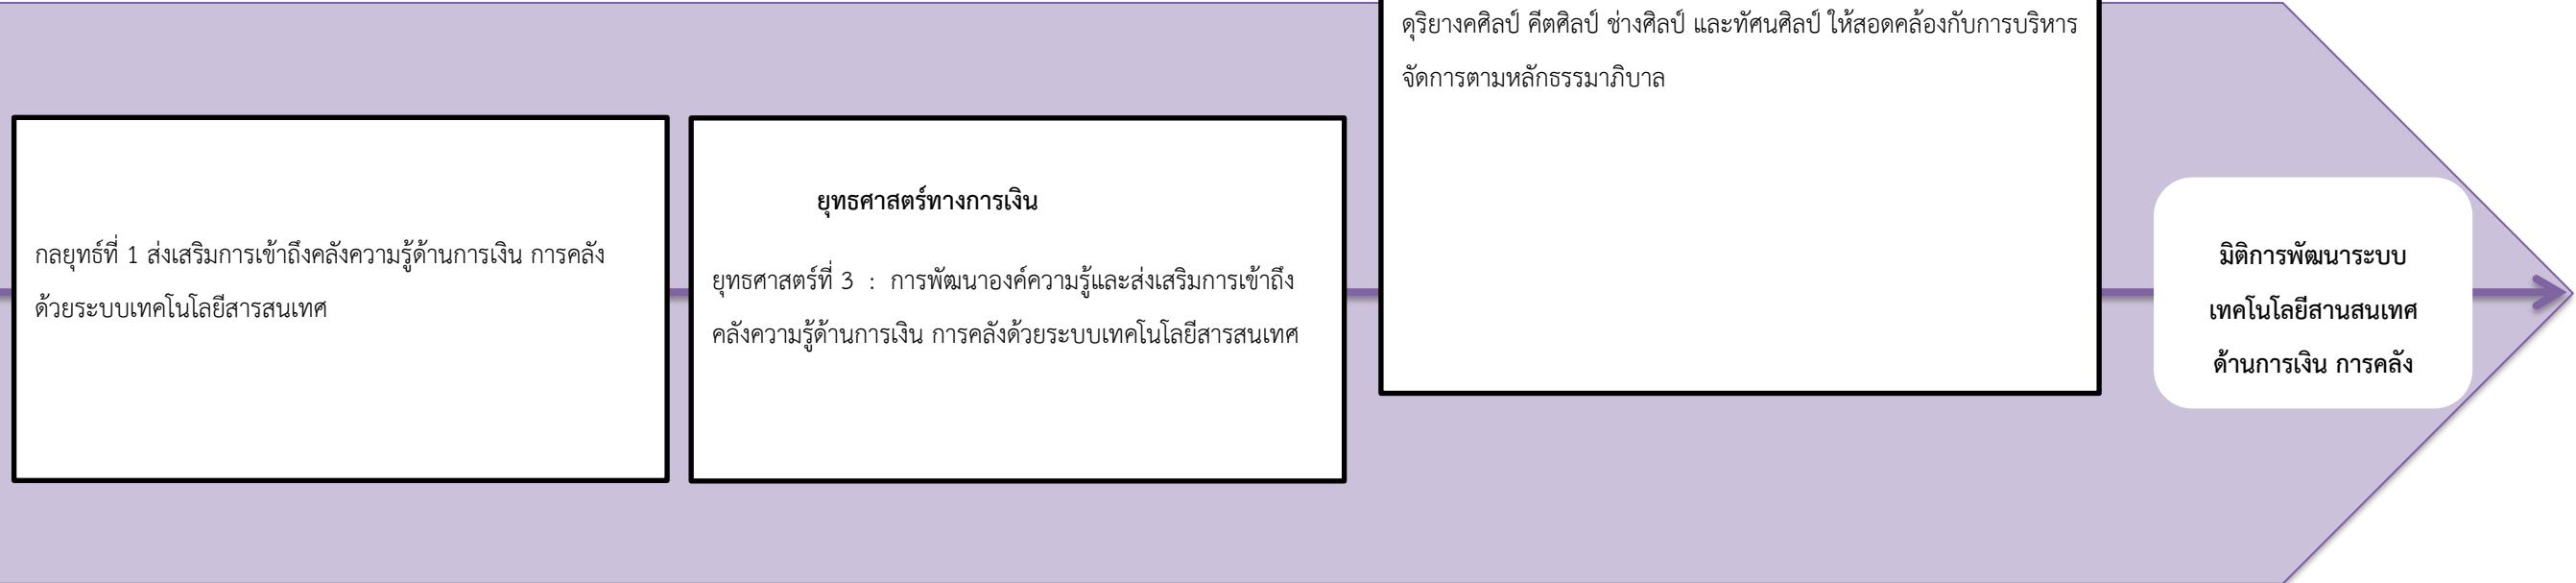 กลยุทธ์ที่ 1 ส่งเสริมการเข้าถึงคลังความรู้ด้านการเงิน การคลัง
ด้วยระบบเทคโนโลยีสารสนเทศ
ยุทธศาสตร์ทางการเงิน
ยุทธศาสตร์ที่ 3 : การพัฒนาองค์ความรู้และส่งเสริมการเข้าถึง
คลังความรู้ด้านการเงิน การคลังด้วยระบบเทคโนโลยีสารสนเทศ
ดุริยางคศิลป์ คีตศิลป์ ช่างศิลป์ และทัศนศิลป์ ให้สอดคล้องกับการบริหาร
จัดการตามหลักธรรมาภิบาล
มิติการพัฒนาระบบ
เทคโนโลยีสานสนเทศ
ด้านการเงิน การคลัง